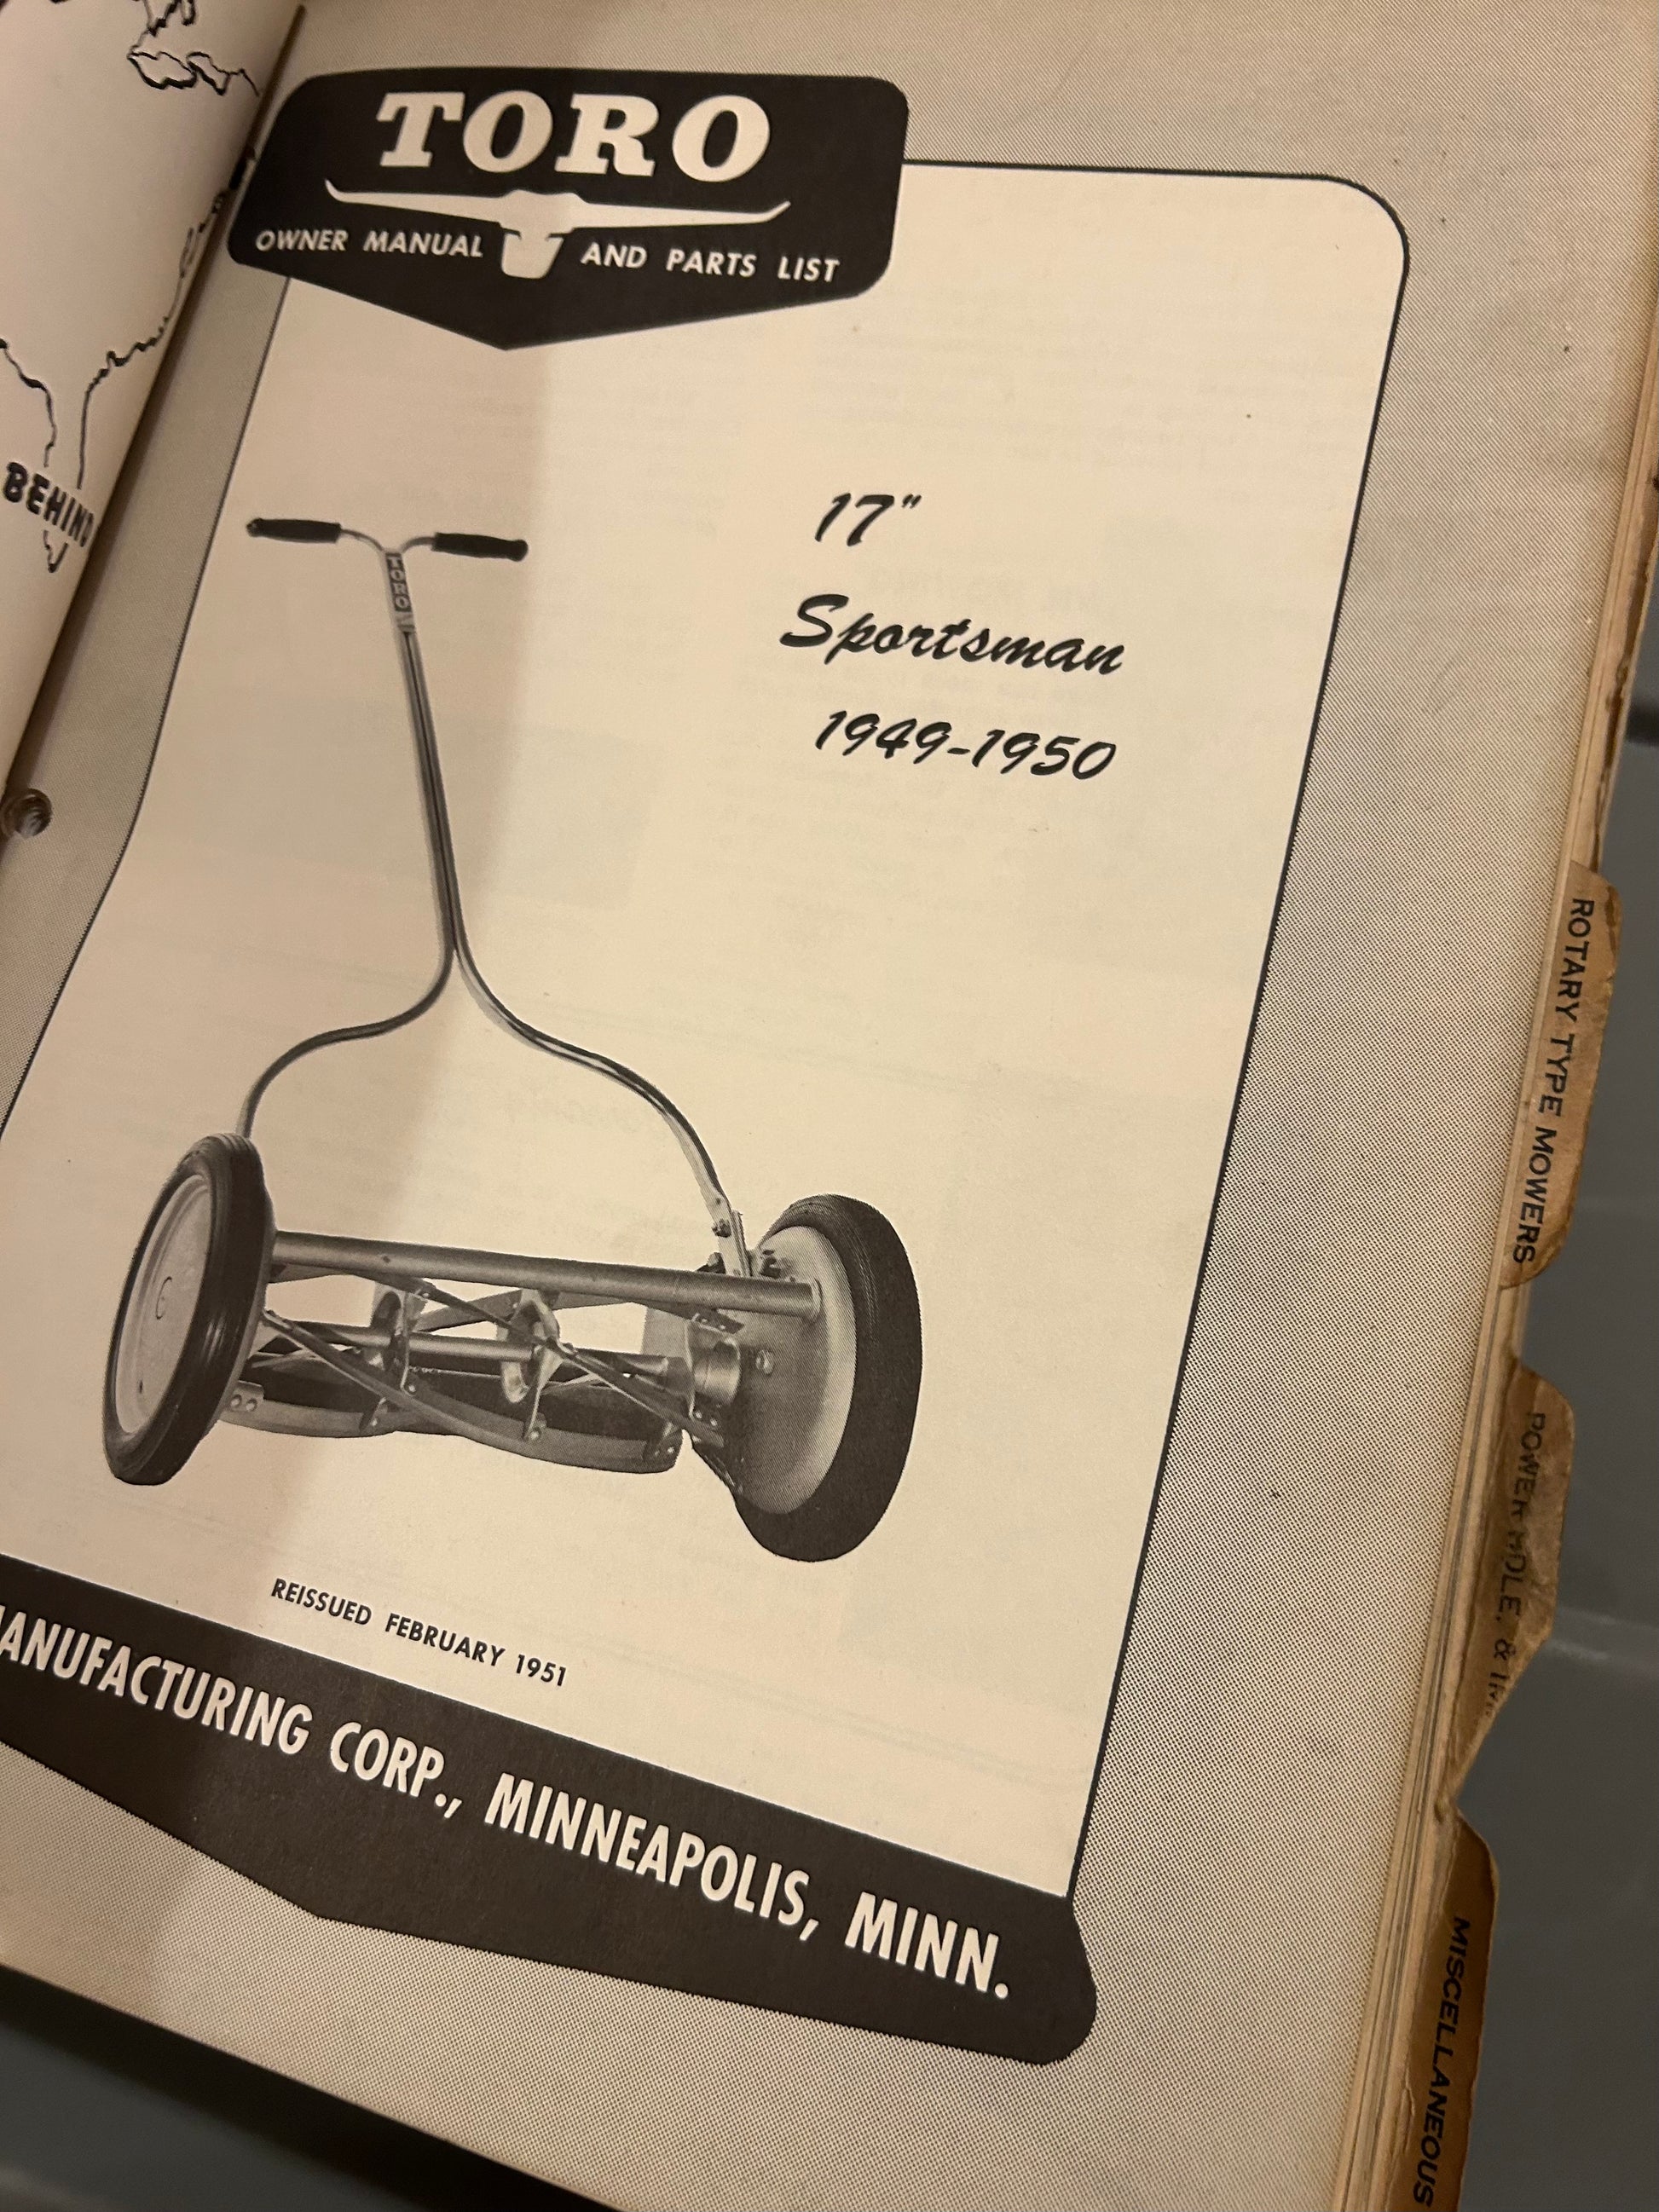 TORO
OWNER MANUAL AND PARTS LIST
17"
Sportsman
1949-1950
TORO
REISSUED FEBRUARY 1951
CORP., MINNEAPOLIS, MINN.
BEHIND
ROTARY TYPE MOWERS
&
MISCELLANEOUS